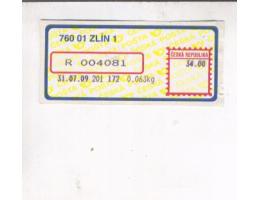 760 01 ZLÍN 1
ČESKÁ REPUBLIKA
R 004081
34.00
31.07.09 201 172 0.063kg